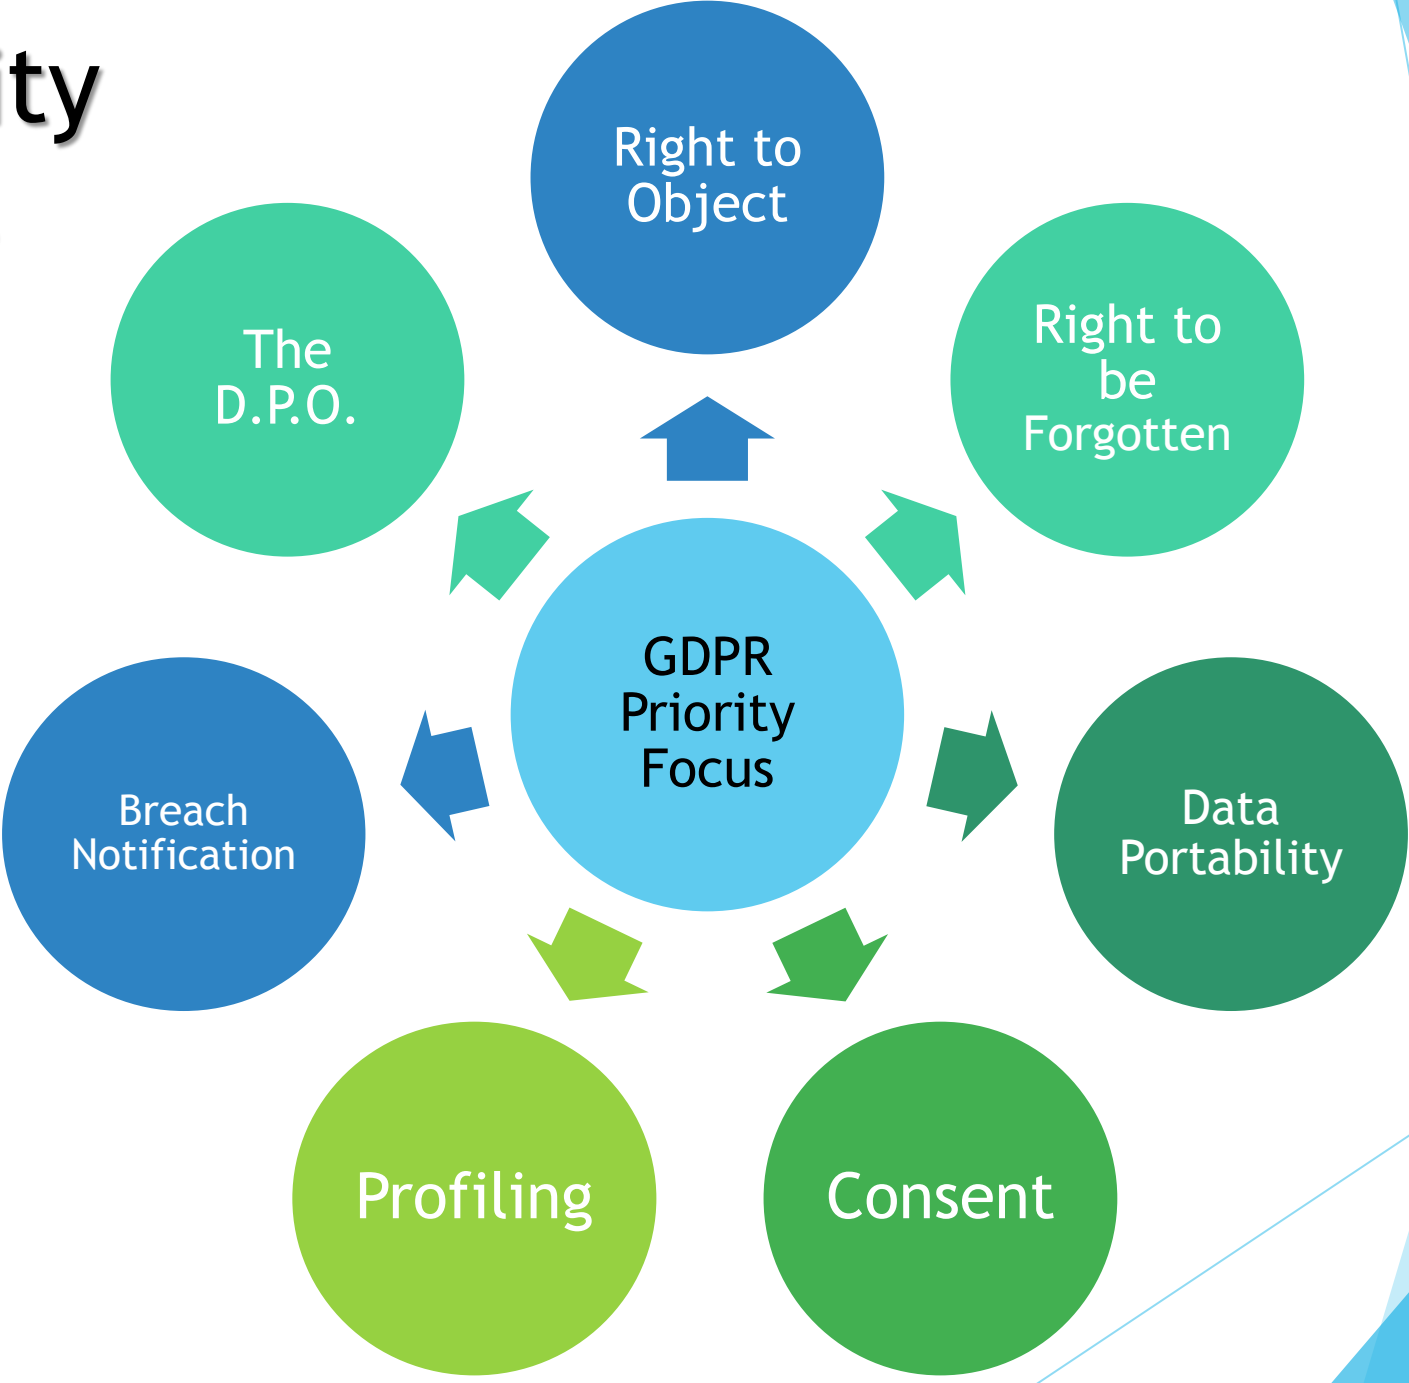 ity
Right to
Object
Right to
be
Forgotten
The
D.P.O.
GDPR
Priority
Focus
Data
Portability
Breach
Notification
Consent
Profiling